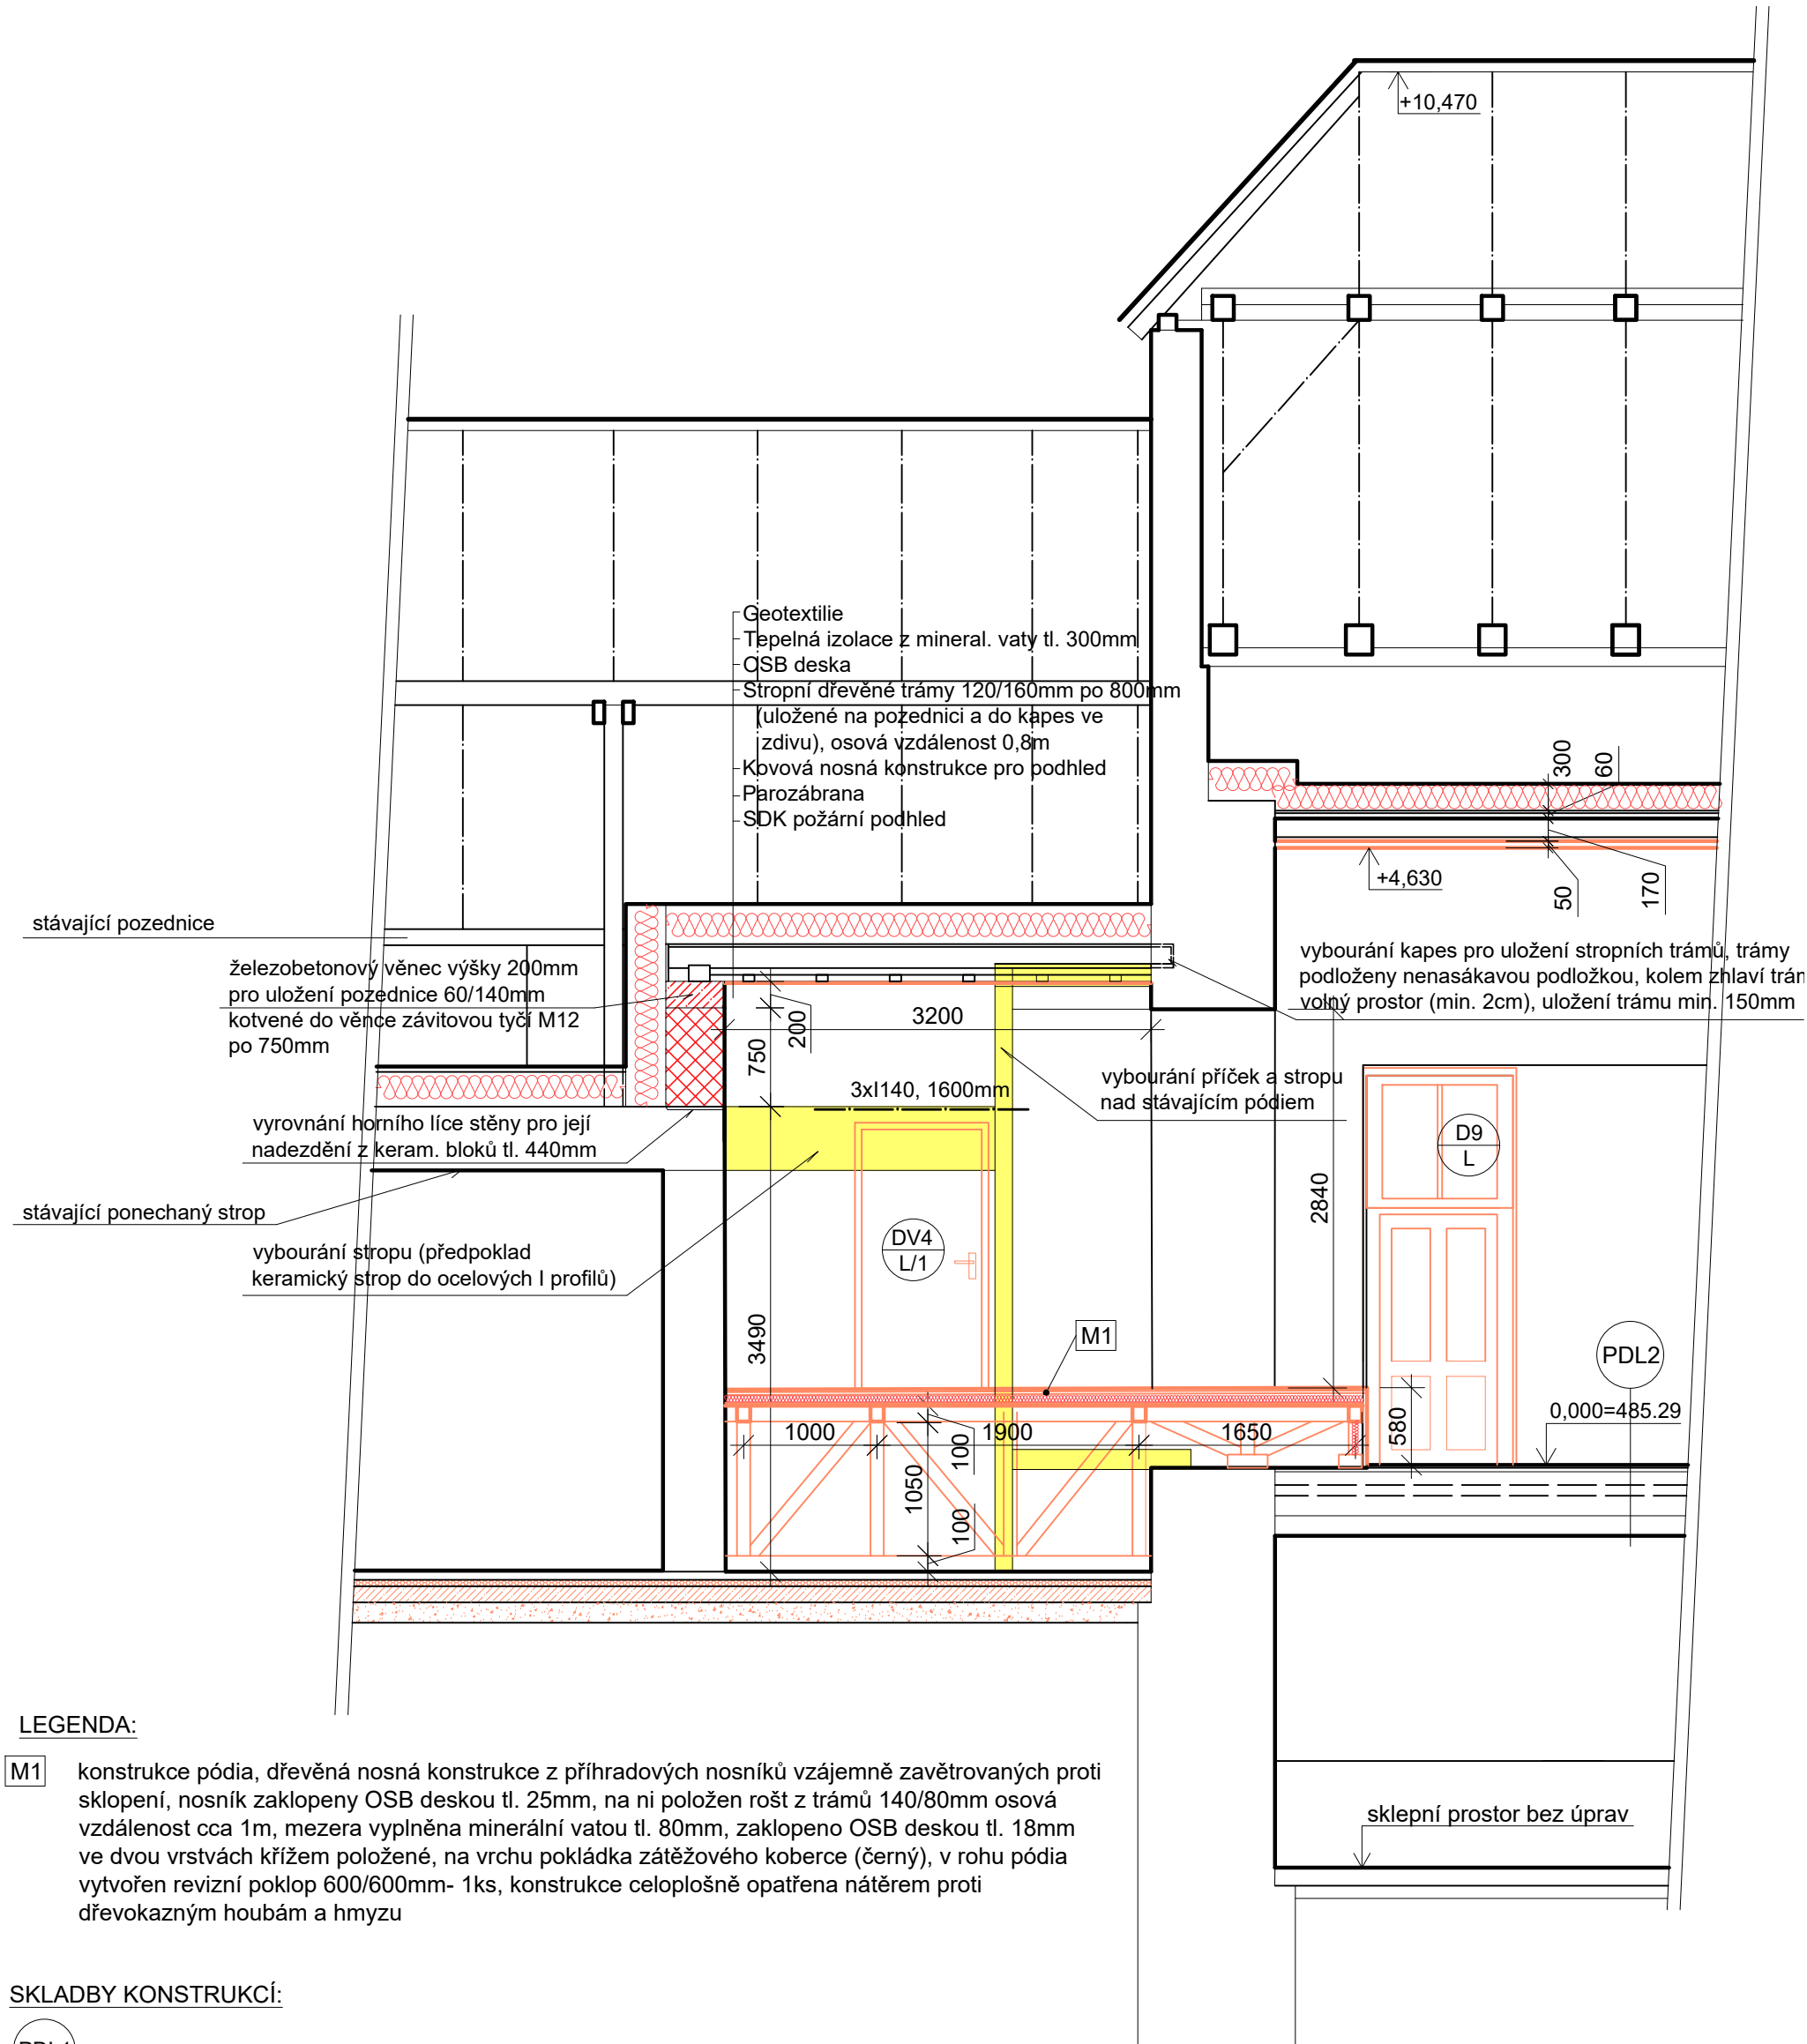 +10,470
Geotextilie
Tepelná izolace z mineral. vaty tl. 300mm
OSB deska
Stropní dřevěné trámy 120/160mm po 800mm
(uložené na pozednici a do kapes ve
zdivu), osová vzdálenost 0,8m
Kovová nosná konstrukce pro podhled
Parozábrana
SDK požární podhled
300
60
+4,630
50
170
stávající pozednice
železobetonový věnec výšky 200mm
pro uložení pozednice 60/140mm
kotvené do věnce závitovou tyčí M12
po 750mm
vybourání kapes pro uložení stropních trámů, trámy
podloženy nenasákavou podložkou, kolem zhlaví
volný prostor (min. 2cm), uložení trámu min. 150mm
3200
200
750
3xI140, 1600mm
vybourání příček a stropu
nad stávajícím pódiem
vyrovnání horního líce stěny pro její
nadezdění z keram. bloků tl. 440mm
D9
L
2840
stávající ponechaný strop
vybourání stropu (předpoklad
keramický strop do ocelových I profilů)
DV4
L/1
3490
M1
PDL2
0,000=485.29
1000
1900
1650
580
100
1050
100
LEGENDA:
M1 konstrukce pódia, dřevěná nosná konstrukce z příhradových nosníků vzájemně zavětrovaných proti
sklopení, nosník zaklopeny OSB deskou tl. 25mm, na ni položen rošt z trámů 140/80mm osová
vzdálenost cca 1m, mezera vyplněna minerální vatou tl. 80mm, zaklopeno OSB deskou tl. 18mm
ve dvou vrstvách křížem položené, na vrchu pokládka zátěžového koberce (černý), v rohu pódia
vytvořen revizní poklop 600/600mm- 1ks, konstrukce celoplošně opatřena nátěrem proti
dřevokazným houbám a hmyzu
sklepní prostor bez úprav
SKLADBY KONSTRUKCÍ: